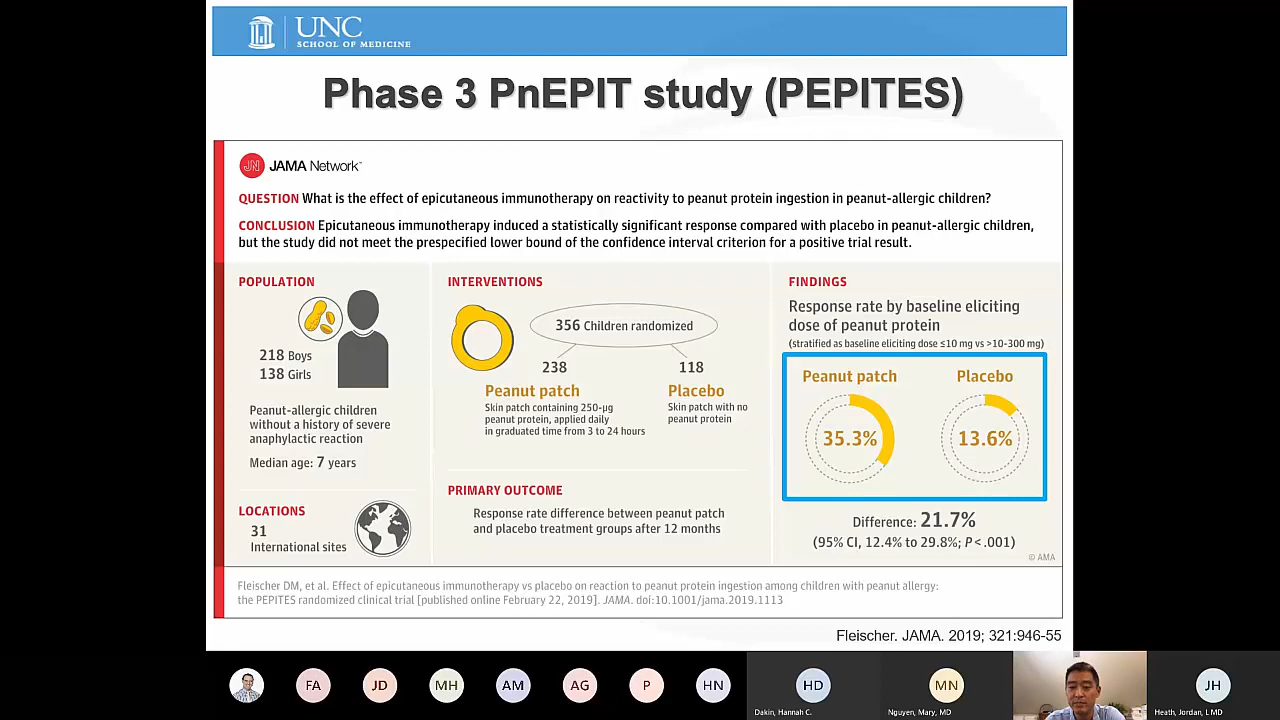 UNC
SCHOOL OF MEDICINE
Phase 3 PnEPIT study (PEPITES)
JN JAMA Network™
QUESTION What is the effect of epicutaneous immunotherapy on reactivity to peanut protein ingestion in peanut-allergic children?
CONCLUSION Epicutaneous immunotherapy induced a statistically significant response compared with placebo in peanut-allergic children,
but the study did not meet the prespecified lower bound of the confidence interval criterion for a positive trial result.
POPULATION
218 Boys
138 Girls
Peanut-allergic children
without a history of severe
anaphylactic reaction
Median age: 7 years
LOCATIONS
31
International sites
INTERVENTIONS
356 Children randomized
238
Peanut patch
Skin patch containing 250-μg
peanut protein, applied daily
in graduated time from 3 to 24 hours
118
Placebo
Skin patch with no
peanut protein
PRIMARY OUTCOME
Response rate difference between peanut patch
and placebo treatment groups after 12 months
FINDINGS
Response rate by baseline eliciting
dose of peanut protein
(stratified as baseline eliciting dose ≤10 mg vs >10-300 mg)
Peanut patch
35.3%
Placebo
13.6%
Difference: 21.7%
(95% CI, 12.4% to 29.8%; P < .001)
© AMA
Fleischer DM, et al. Effect of epicutaneous immunotherapy vs placebo on reaction to peanut protein ingestion among children with peanut allergy:
the PEPITES randomized clinical trial [published online February 22, 2019]. JAMA. doi:10.1001/jama.2019.1113
Fleischer. JAMA. 2019; 321:946-55
FA
JD
MH
AM
AG
P
HN
HD
Dakin, Hannah C.
MN
Nguyen, Mary, MD
JH
Heath, Jordan, L MD